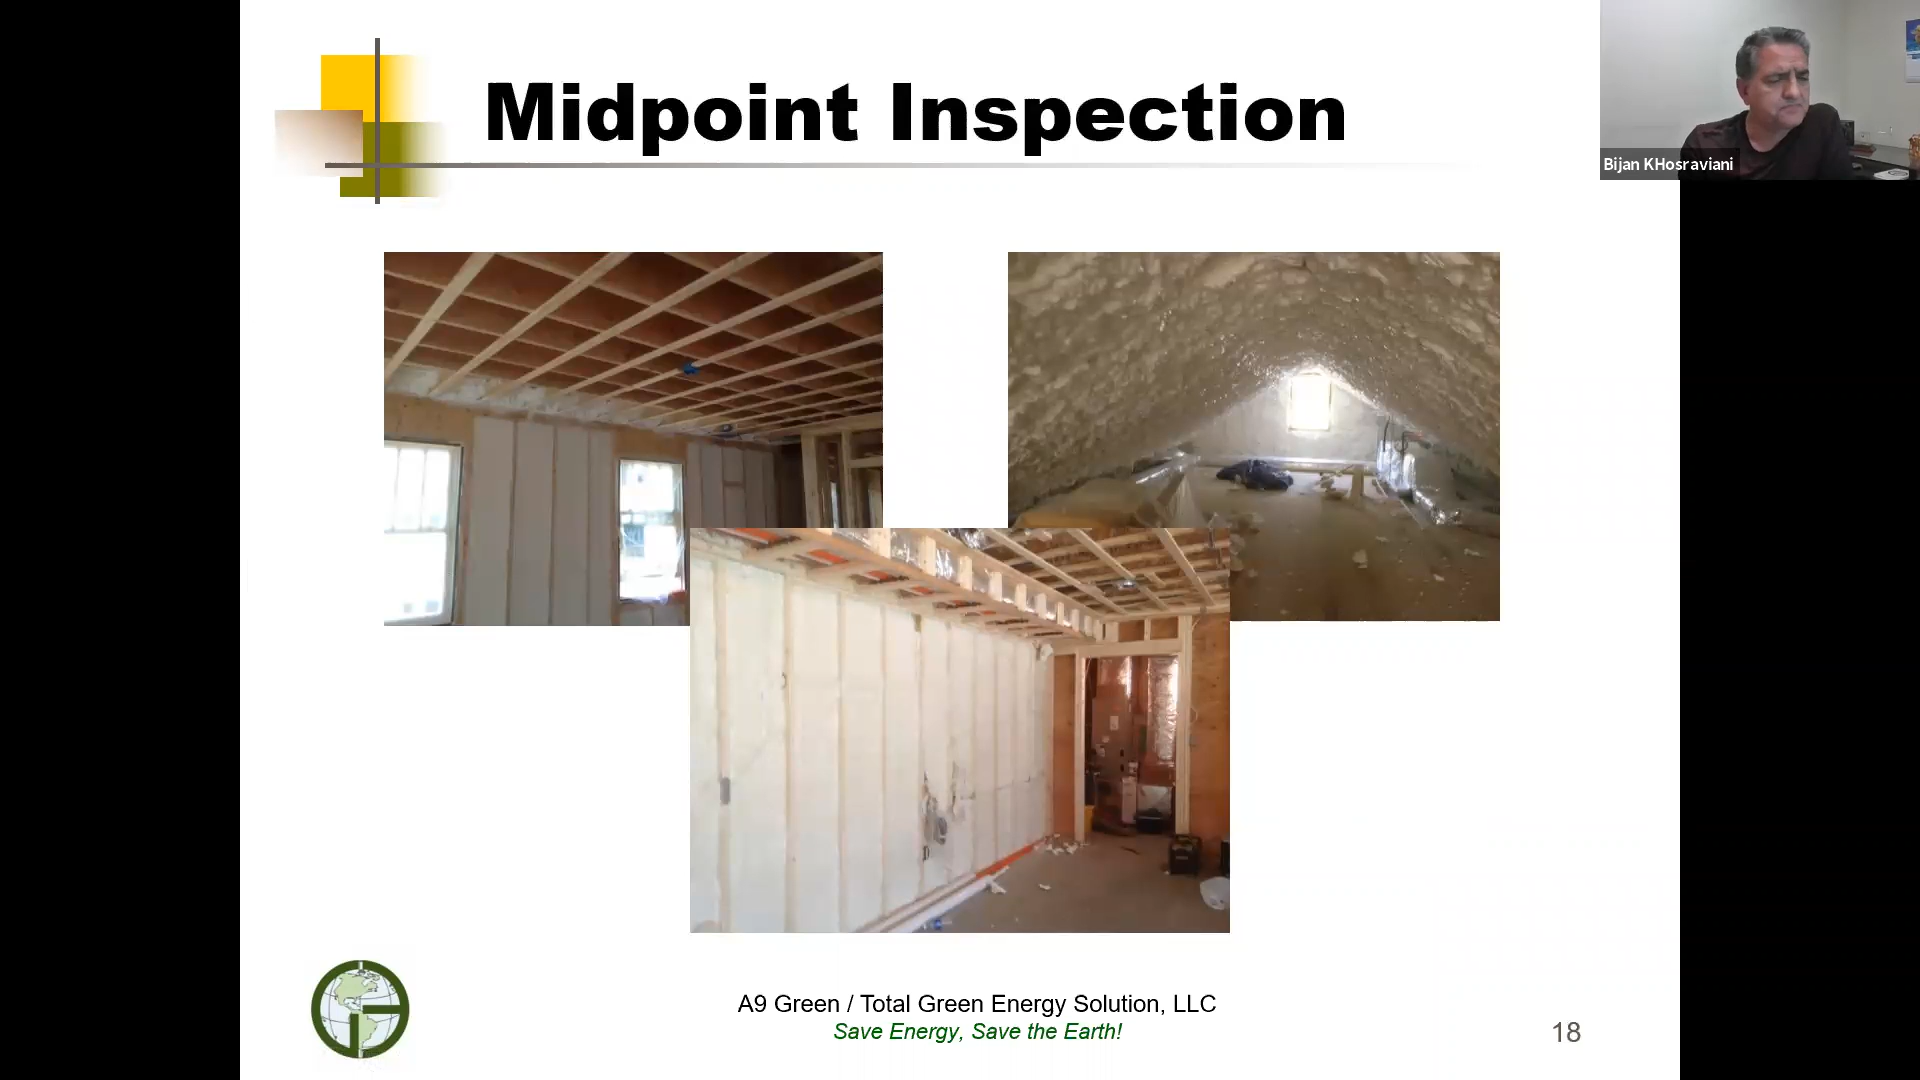 Midpoint Inspection
Bijan KHosraviani
A9 Green / Total Green Energy Solution, LLC
Save Energy, Save the Earth!
18